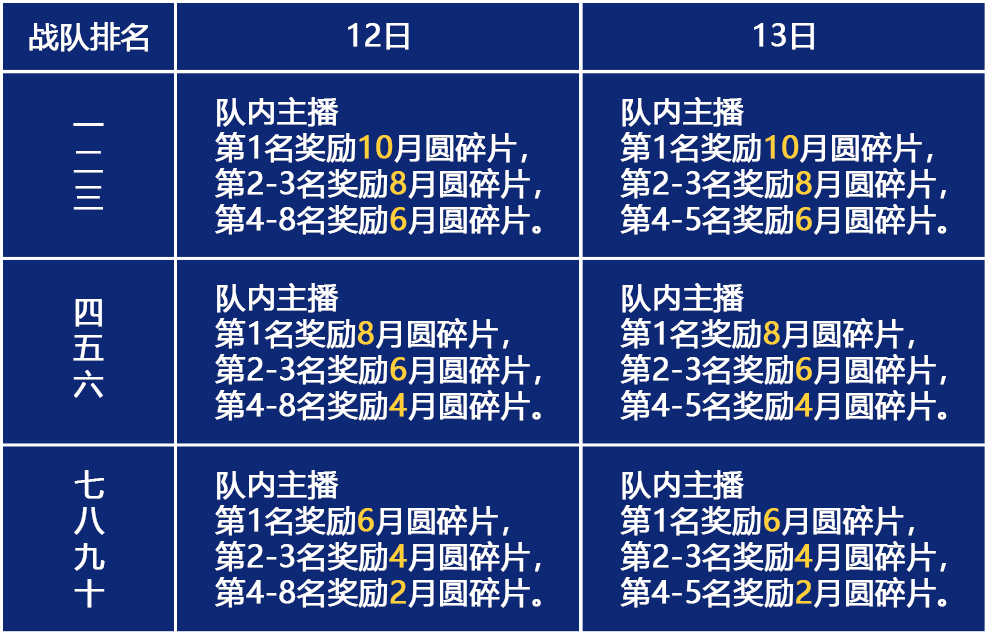 战队排名
12日
13日
一
二
三
队内主播
第1名奖励10月圆碎片，
第2-3名奖励8月圆碎片，
第4-8名奖励6月圆碎片。
队内主播
第1名奖励10月圆碎片，
第2-3名奖励8月圆碎片，
第4-5名奖励6月圆碎片。
四
五
六
队内主播
第1名奖励8月圆碎片，
第2-3名奖励6月圆碎片，
第4-8名奖励4月圆碎片。
队内主播
第1名奖励8月圆碎片，
第2-3名奖励6月圆碎片，
第4-5名奖励4月圆碎片。
七
八
九
十
队内主播
第1名奖励6月圆碎片，
第2-3名奖励4月圆碎片，
第4-8名奖励2月圆碎片。
队内主播
第1名奖励6月圆碎片，
第2-3名奖励4月圆碎片，
第4-5名奖励2月圆碎片。